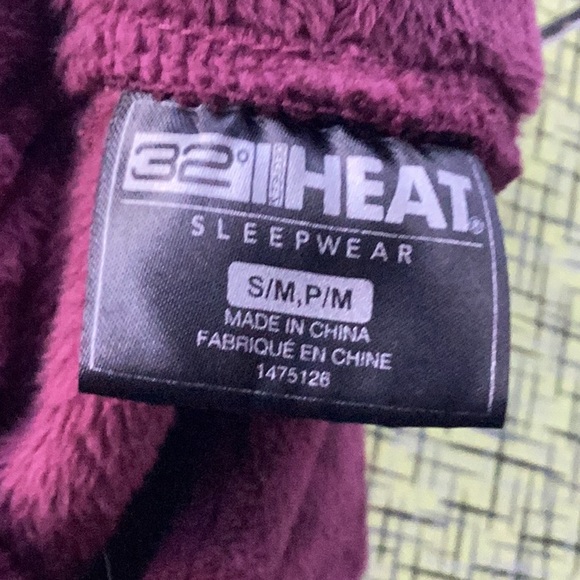 32° HEAT®
SLEEPWEAR
S/M,P/M
MADE IN CHINA
FABRIQUÉ EN CHINE
1475126